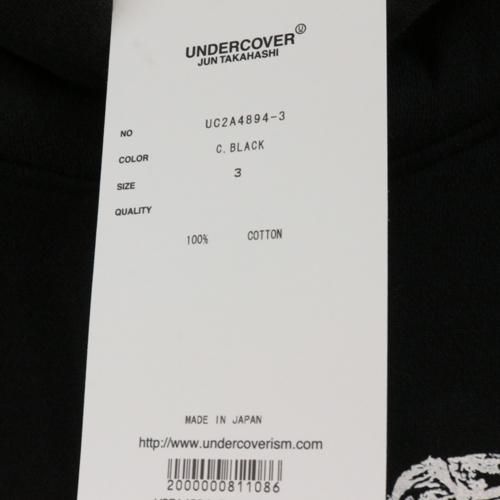 UNDERCOVER
JUN TAKAHASHI
NO UC2A4894-3
COLOR C. BLACK
SIZE 3
QUALITY
100% COTTON
MADE IN JAPAN
http://www.undercoverism.com
2000000811086